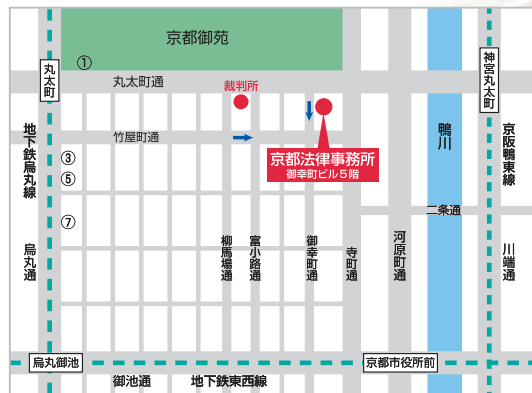 京都御苑
①
丸太町
丸太町通
裁判所
神宮丸太町
地下鉄烏丸線
竹屋町通
鴨川
京阪鴨東線
③
⑤
京都法律事務所
御幸町ビル5階
二条通
⑦
烏丸通
柳馬場通
富小路通
御幸町通
寺町通
河原町通
川端通
烏丸御池
京都市役所前
御池通
地下鉄東西線